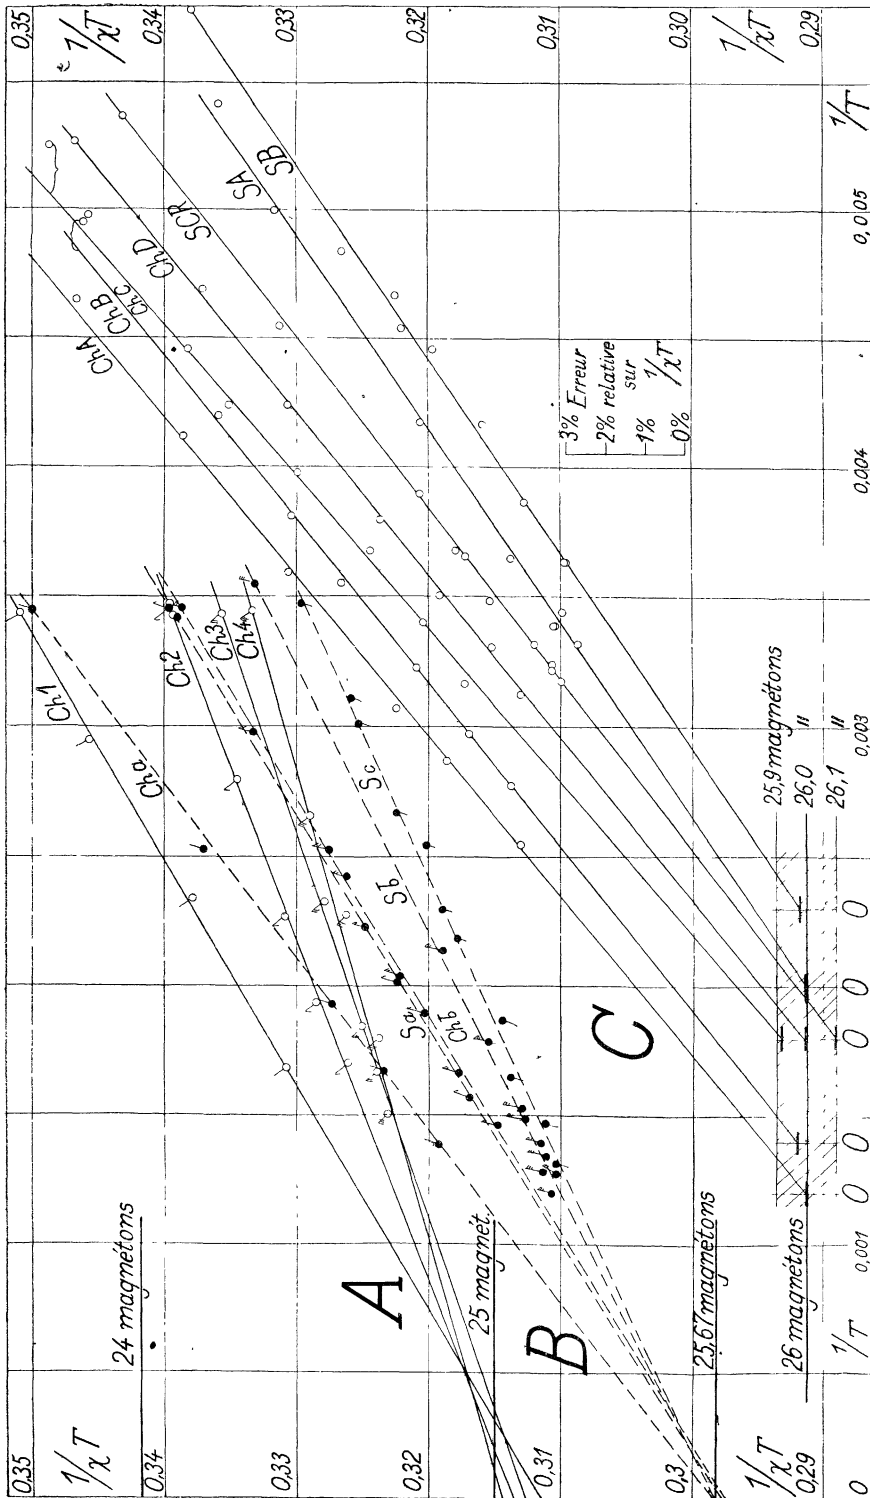 0,35
1/χT
0,34
0,33
0,32
0,31
0,3
1/χT
0,29
24 magnétons
A
25 magnét.
B
25,67 magnétons
26 magnétons
Ch1
Cha
Ch2
Ch3
Ch4
Sc
Sb
Sa
Chb
C
ChA
ChB
ChC
ChD
SCR
SA
SB
3% Erreur
2% relative
sur
1% 1/χT
0%
25,9 magnétons
26,0 "
26,1 "
0,35
1/χT
0,34
0,33
0,32
0,31
0,30
1/χT
0,29
0 1/T 0,001 0 0 0 0 0 0,003 0,004 0,005 1/T